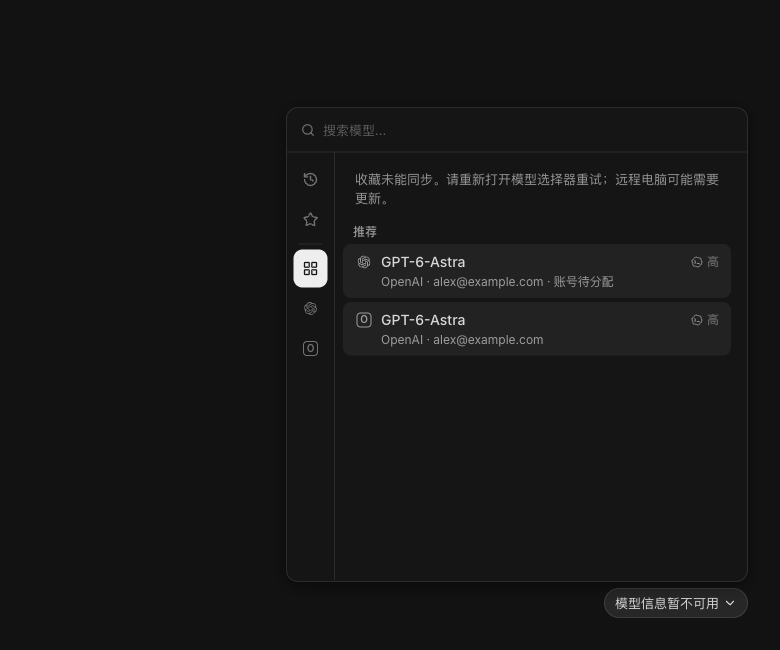 搜索模型...
收藏未能同步。请重新打开模型选择器重试；远程电脑可能需要
更新。
推荐
GPT-6-Astra 高
OpenAI · alex@example.com · 账号待分配
O GPT-6-Astra 高
OpenAI · alex@example.com
O
模型信息暂不可用